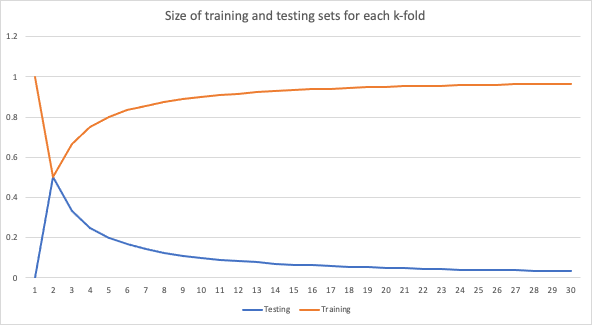 Size of training and testing sets for each k-fold
1.2
1
0.8
0.6
0.4
0.2
0
1 2 3 4 5 6 7 8 9 10 11 12 13 14 15 16 17 18 19 20 21 22 23 24 25 26 27 28 29 30
Testing Training